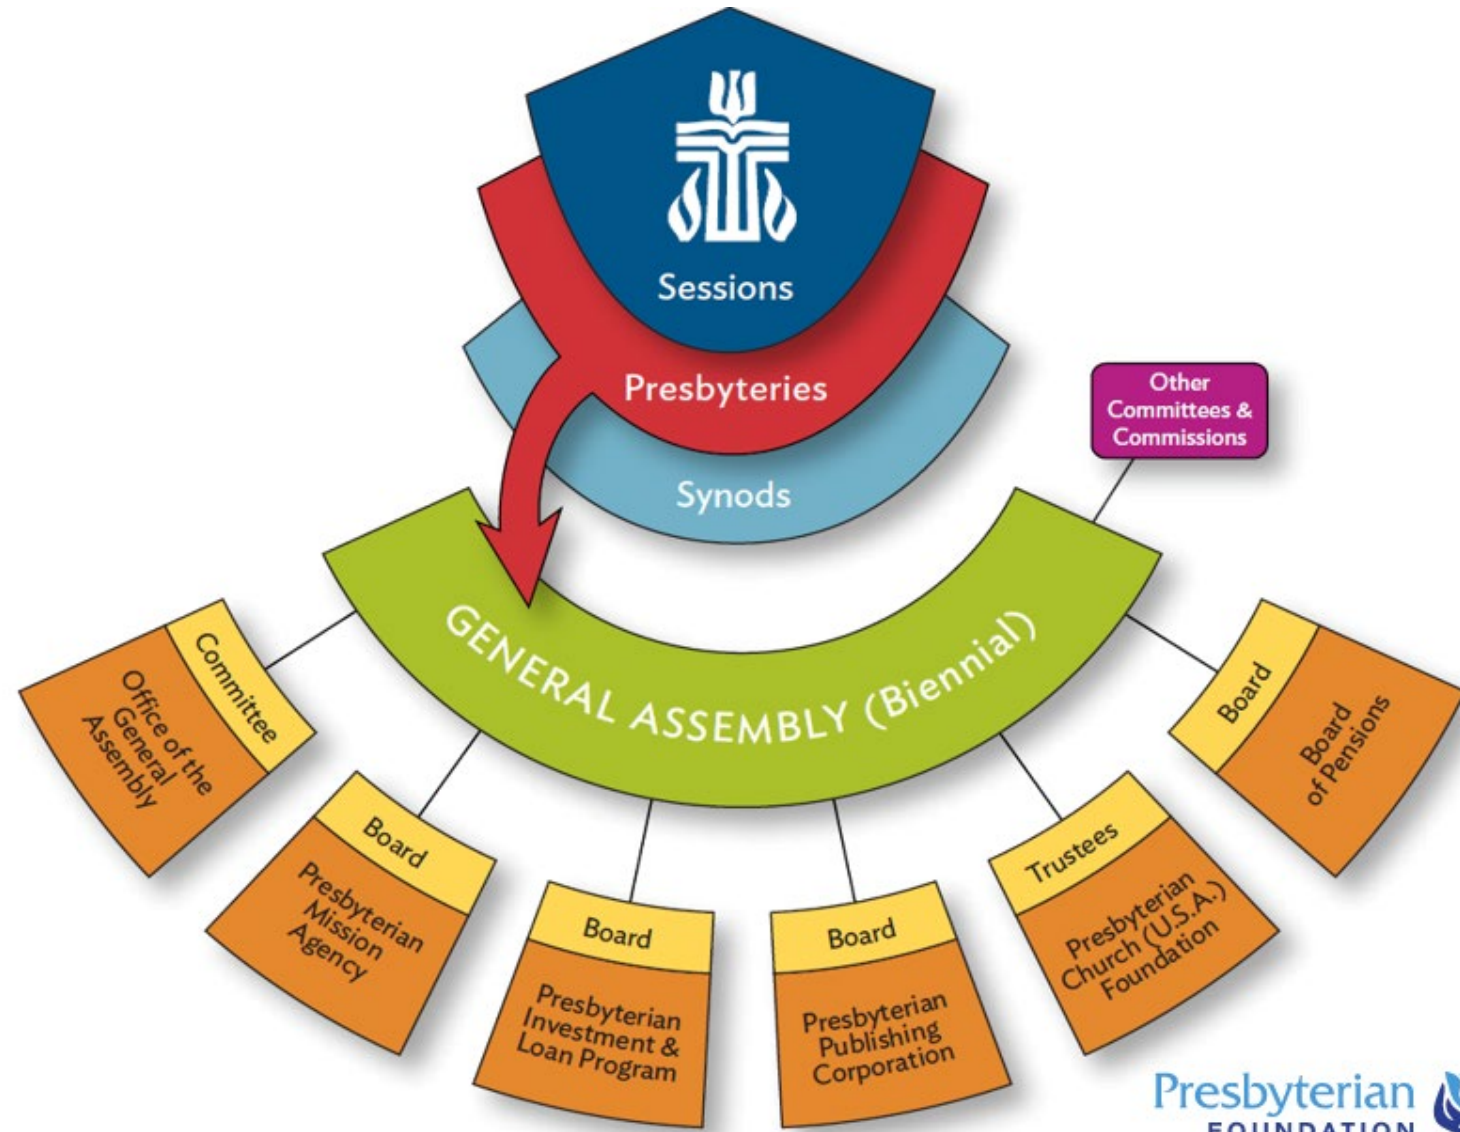 Sessions
Presbyteries
Synods
Other
Committees &
Commissions
GENERAL ASSEMBLY (Biennial)
Committee
Office of the
General
Assembly
Board
Presbyterian
Mission
Agency
Board
Presbyterian
Investment &
Loan Program
Board
Presbyterian
Publishing
Corporation
Trustees
Presbyterian
Church (U.S.A.)
Foundation
Board
Board
of Pensions
Presbyterian
FOUNDATION